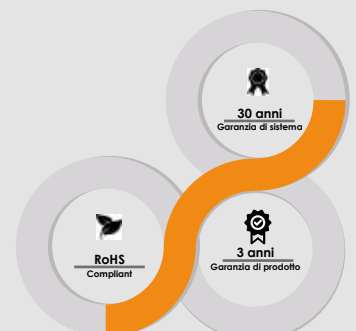 30 anni
Garanzia di sistema
RoHS
Compliant
3 anni
Garanzia di prodotto